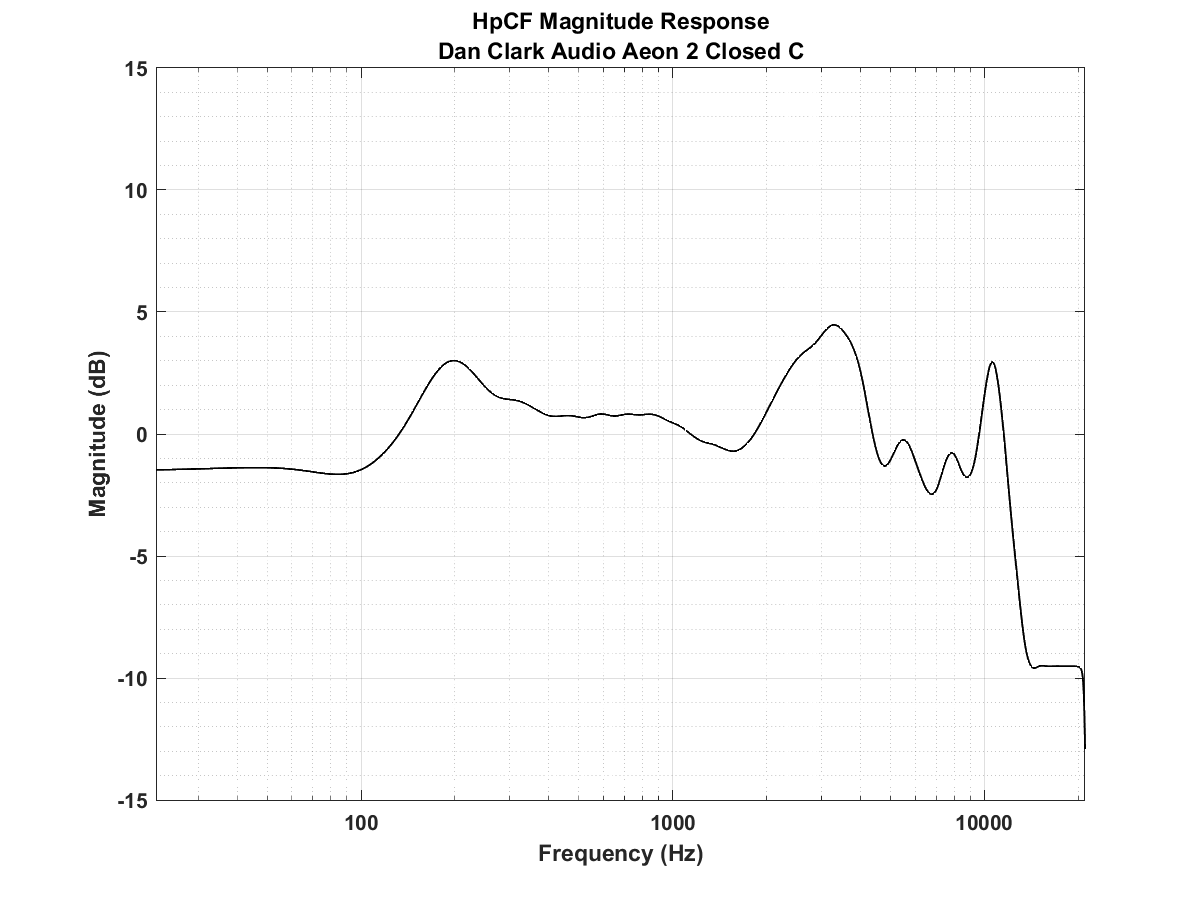 HpCF Magnitude Response
Dan Clark Audio Aeon 2 Closed C
15
10
5
0
-5
-10
-15
Magnitude (dB)
100 1000 10000
Frequency (Hz)